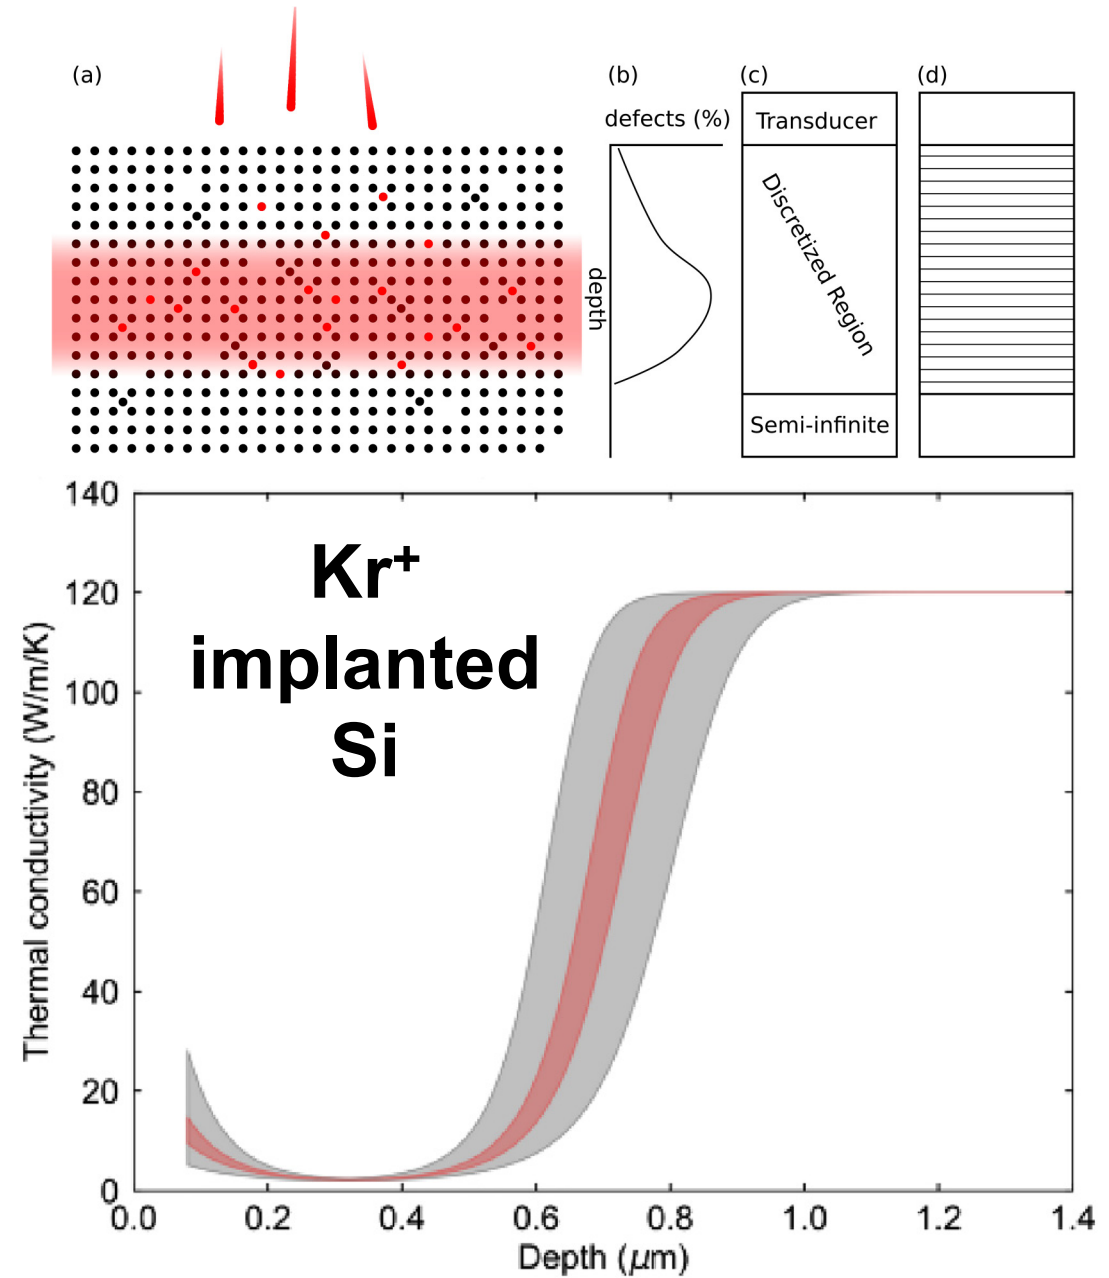 (a)
(b)
(c)
(d)
defects (%)
depth
Transducer
Discretized Region
Semi-infinite
Kr⁺
implanted
Si
Thermal conductivity (W/m/K)
140
120
100
80
60
40
20
0
0.0 0.2 0.4 0.6 0.8 1.0 1.2 1.4
Depth (μm)